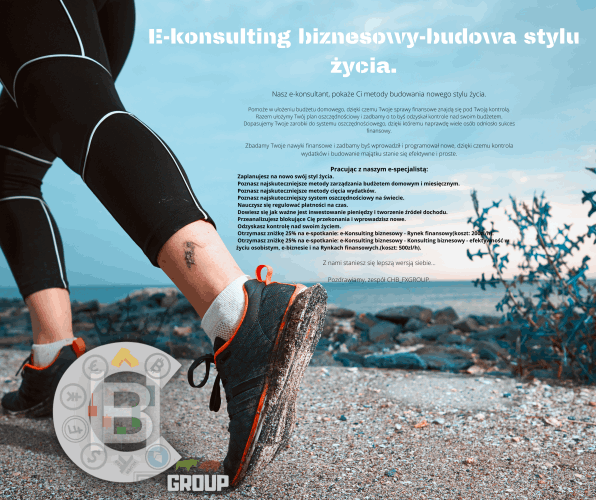 E-konsulting biznesowy-budowa stylu
życia.
Nasz e-konsultant, pokaże Ci metody budowania nowego stylu życia.
Pomoże w ułożeniu budżetu domowego, dzięki czemu Twoje sprawy finansowe znajdą się pod Twoją kontrolą.
Razem ułożymy Twój plan oszczędnościowy i zadbamy o to byś odzyskał kontrole nad swoim budżetem.
Dopasujemy Twoje zarobki do systemu oszczędnościowego, dzięki któremu naprawdę wiele osób odniosło sukces
finansowy.
Zbadamy Twoje nawyki finansowe i zadbamy byś wprowadził i programował nowe, dzięki czemu kontrola
wydatków i budowanie majątku stanie się efektywne i proste.
Pracując z naszym e-specjalistą:
Zaplanujesz na nowo swój styl życia.
Poznasz najskuteczniejsze metody zarządzania budżetem domowym i miesięcznym.
Poznasz najskuteczniejsze metody cięcia wydatków.
Poznasz najskuteczniejszy system oszczędnościowy na świecie.
Nauczysz się regulować płatności na czas.
Dowiesz się jak ważne jest inwestowanie pieniędzy i tworzenie źródeł dochodu.
Przeanalizujesz blokujące Cię przekonania i wprowadzisz nowe.
Odzyskasz kontrolę nad swoim życiem.
Otrzymasz zniżkę 25% na e-spotkanie: e-Konsulting biznesowy - Rynek finansowy(koszt:
Otrzymasz zniżkę 25% na e-spotkanie: e-Konsulting biznesowy - Konsulting biznesowy - efektywność w
życiu osobistym, e-biznesie i na Rynkach finansowych.(koszt: 500zł/h).
Z nami staniesz się lepszą wersją siebie...
Pozdrawiamy, zespół CHB_FXGROUP
B
GROUP